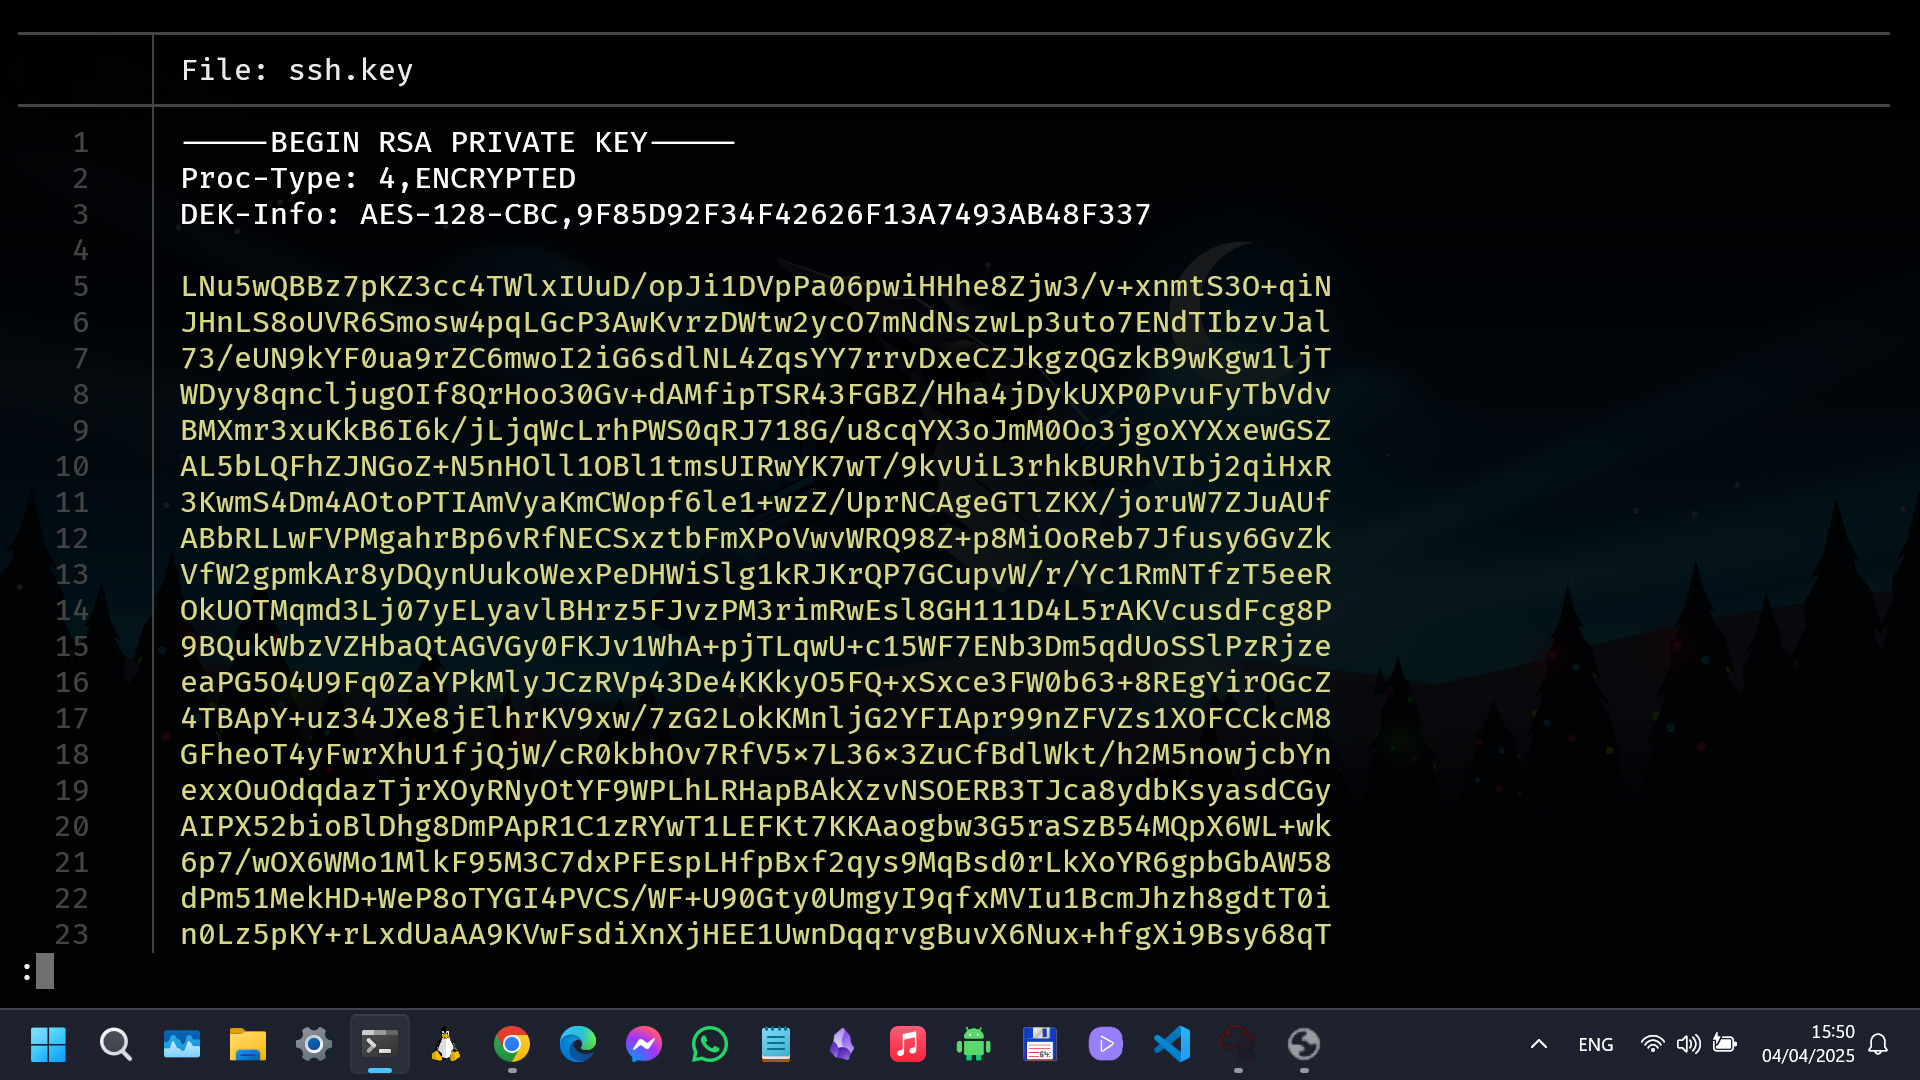 File: ssh.key
1 -----BEGIN RSA PRIVATE KEY-----
2 Proc-Type: 4,ENCRYPTED
3 DEK-Info: AES-128-CBC,9F85D92F34F42626F13A7493AB48F337
4
5 LNu5wQBBz7pKZ3cc4TWlxIUuD/opJi1DVpPa06pwiHHhe8Zjw3/v+xnmtS3O+qiN
6 JHnLS8oUVR6Smosw4pqLGcP3AwKvrzDWtw2ycO7mNdNszwLp3uto7ENdTIbzvJal
7 73/eUN9kYF0ua9rZC6mwoI2iG6sdlNL4ZqsYY7rrvDxeCZJkgzQGzkB9wKgw1ljT
8 WDyy8qncljugOIf8QrHoo30Gv+dAMfipTSR43FGBZ/Hha4jDykUXP0PvuFyTbVdv
9 BMXmr3xuKkB6I6k/jLjqWcLrhPWS0qRJ718G/u8cqYX3oJmM0Oo3jgoXYXxewGSZ
10 AL5bLQFhZJNGoZ+N5nHOll1OBl1tmsUIRwYK7wT/9kvUiL3rhkBURhVIbj2qiHxR
11 3KwmS4Dm4AOtoPTIAmVyaKmCWopf6le1+wzZ/UprNCAgeGTlZKX/joruW7ZJuAUf
12 ABbRLLwFVPMgahrBp6vRfNECSxztbFmXPoVwvWRQ98Z+p8MiOoReb7Jfusy6GvZk
13 VfW2gpmkAr8yDQynUukoWexPeDHWiSlg1kRJKrQP7GCupvW/r/Yc1RmNTfzT5eeR
14 OkUOTMqmd3Lj07yELyavlBHrz5FJvzPM3rimRwEsl8GH111D4L5rAKVcusdFcg8P
15 9BQukWbzVZHbaQtAGVGy0FKJv1WhA+pjTLqwU+c15WF7ENb3Dm5qdUoSSlPzRjze
16 eaPG5O4U9Fq0ZaYPkMlyJCzRVp43De4KKkyO5FQ+xSxce3FW0b63+8REgYirOGcZ
17 4TBApY+uz34JXe8jElhrKV9xw/7zG2LokKMnljG2YFIApr99nZFVZs1XOFCCkcM8
18 GFheoT4yFwrXhU1fjQjW/cR0kbhOv7RfV5×7L36×3ZuCfBdlWkt/h2M5nowjcbYn
19 exxOuOdqdazTjrXOyRNyOtYF9WPLhLRHapBAkXzvNSOERB3TJca8ydbKsyasdCGy
20 AIPX52bioBlDhg8DmPApR1C1zRYwT1LEFKt7KKAaogbw3G5raSzB54MQpX6WL+wk
21 6p7/wOX6WMo1MlkF95M3C7dxPFEspLHfpBxf2qys9MqBsd0rLkXoYR6gpbGbAW58
22 dPm51MekHD+WeP8oTYGI4PVCS/WF+U90Gty0UmgyI9qfxMVIu1BcmJhzh8gdtT0i
23 n0Lz5pKY+rLxdUaAA9KVwFsdiXnXjHEE1UwnDqqrvgBuvX6Nux+hfgXi9Bsy68qT
:
64
ENG
15:50
04/04/2025